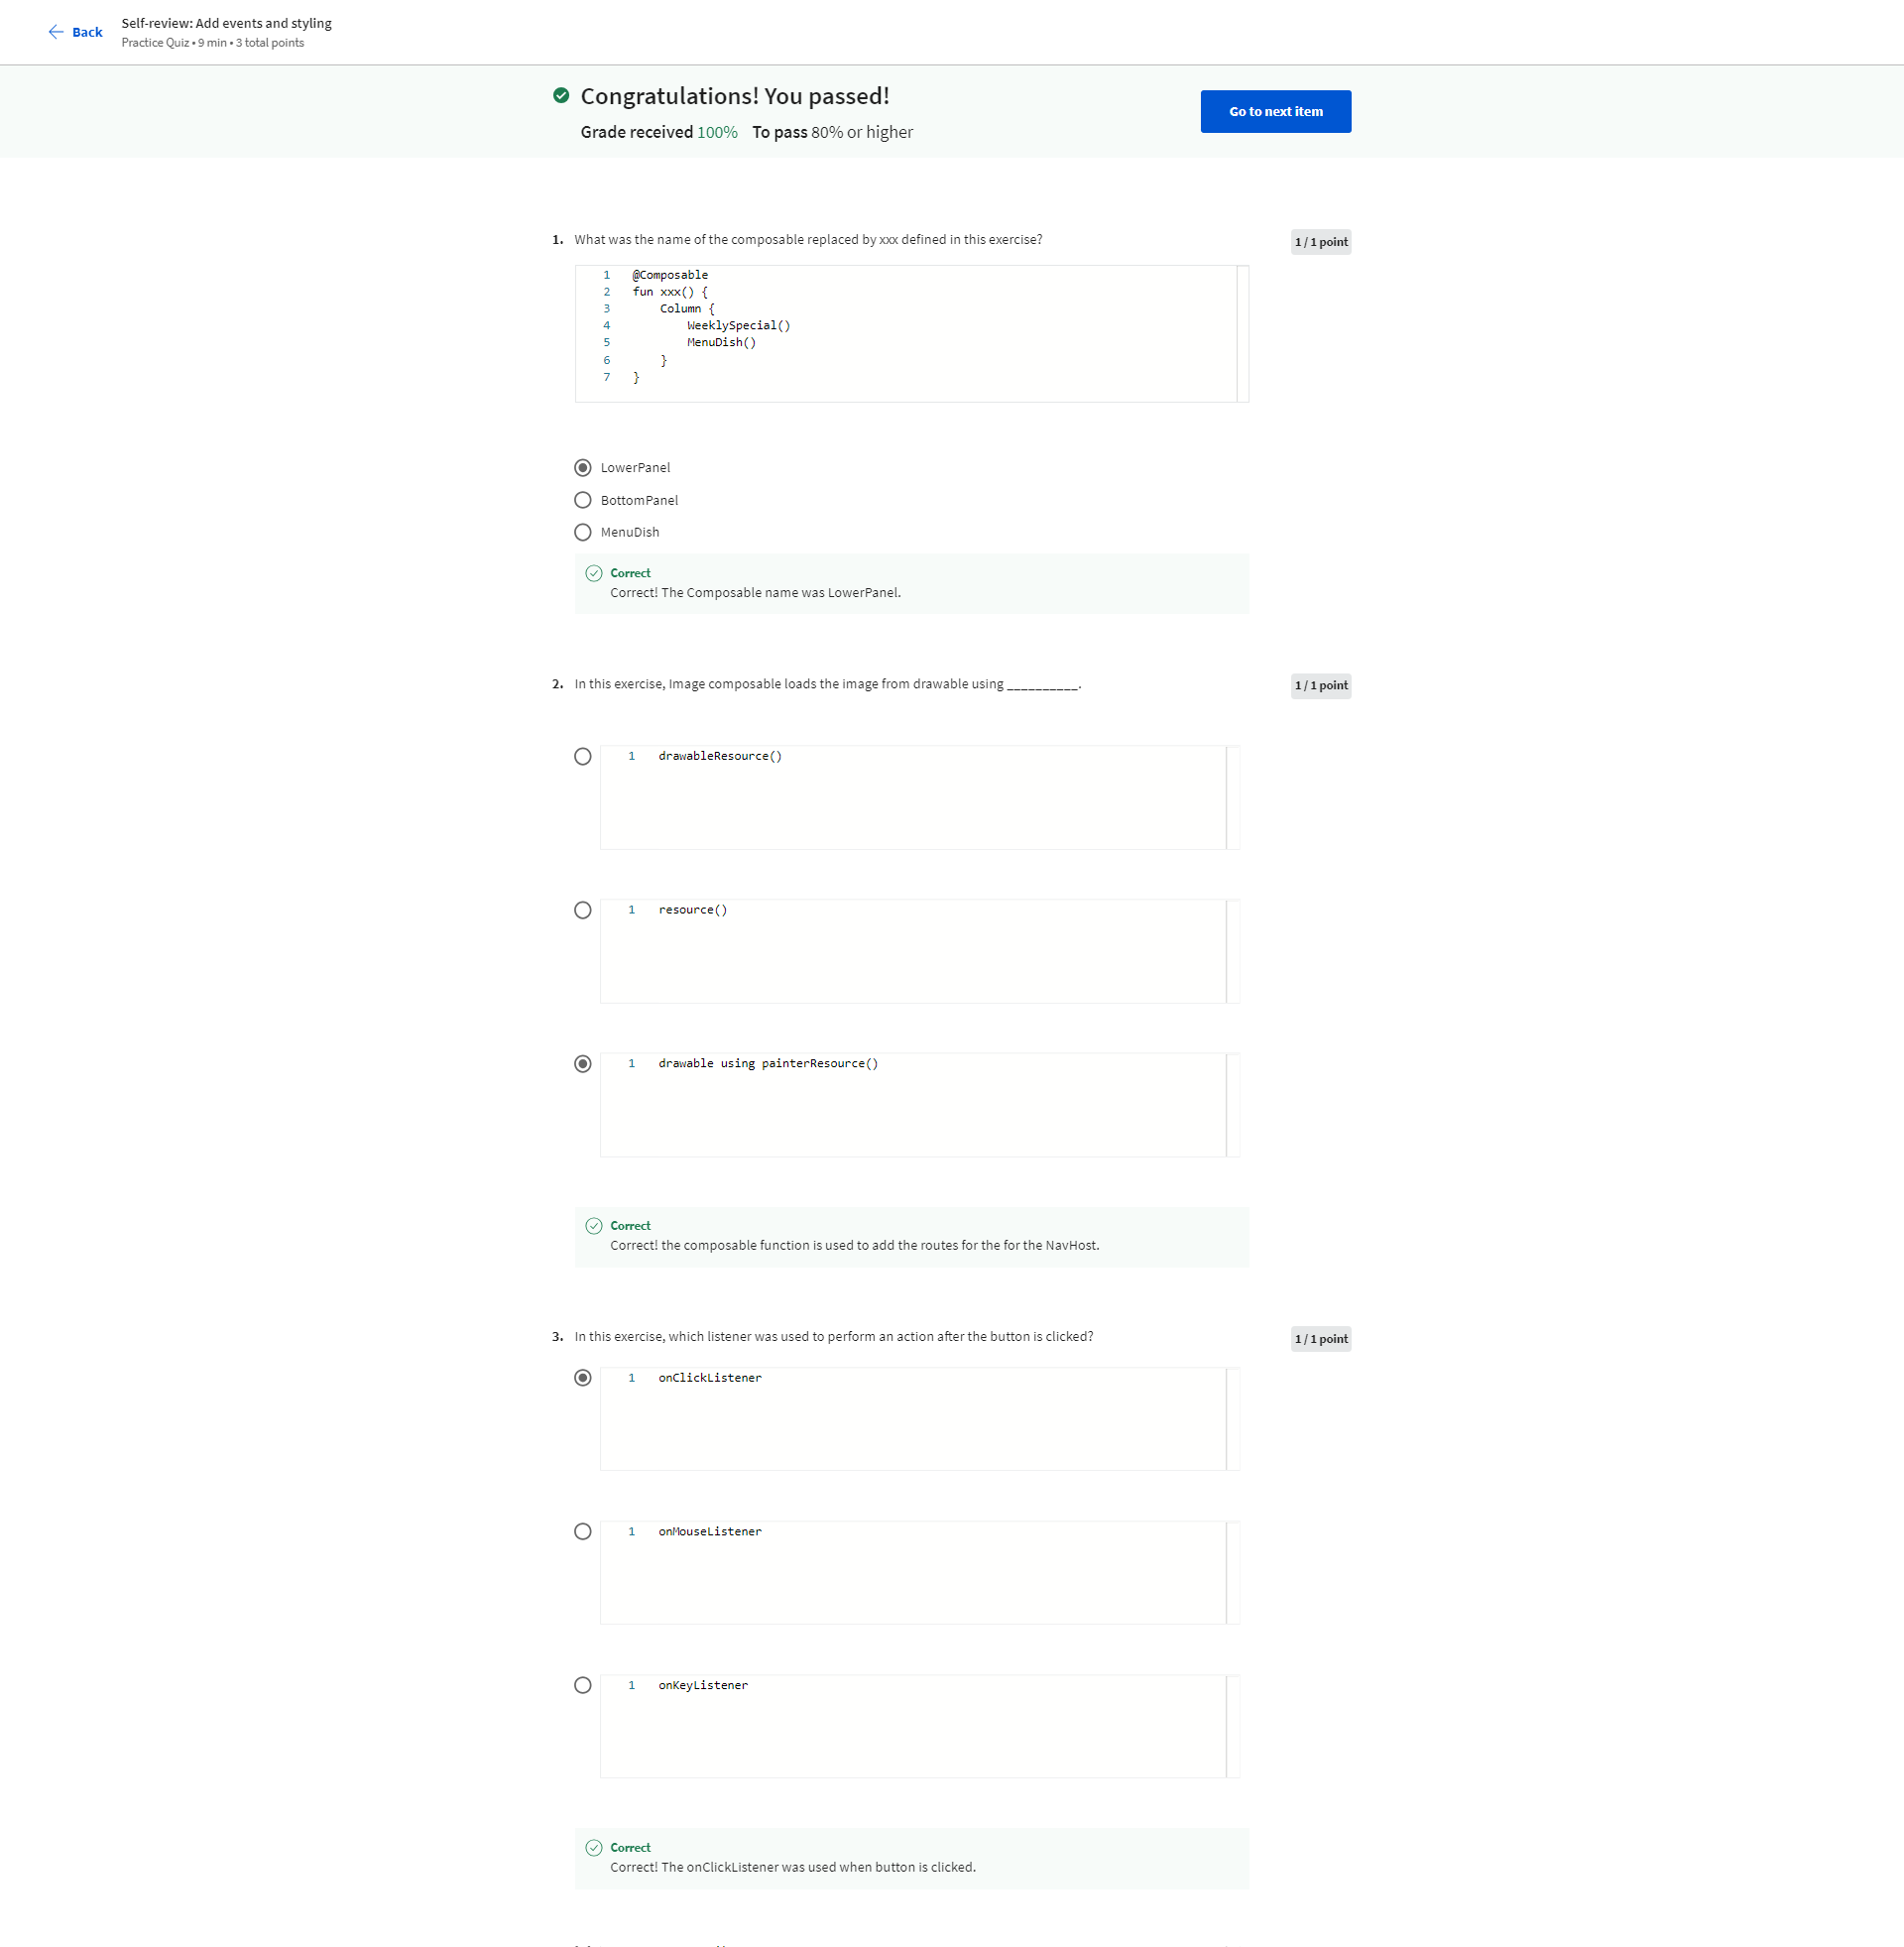 Back
Self-review: Add events and styling
Practice Quiz • 9 min • 3 total points
Congratulations! You passed!
Grade received 100% To pass 80% or higher
Go to next item
1. What was the name of the composable replaced by xxx defined in this exercise?
1 / 1 point
1 @Composable
2 fun xxx() {
3 Column {
4 WeeklySpecial()
5 MenuDish()
6 }
7 }
LowerPanel
BottomPanel
MenuDish
Correct
Correct! The Composable name was LowerPanel.
2. In this exercise, Image composable loads the image from drawable using __________.
1 / 1 point
1 drawableResource()
1 resource()
1 drawable using painterResource()
Correct
Correct! the composable function is used to add the routes for the for the NavHost.
3. In this exercise, which listener was used to perform an action after the button is clicked?
1 / 1 point
1 onClickListener
1 onMouseListener
1 onKeyListener
Correct
Correct! The onClickListener was used when button is clicked.